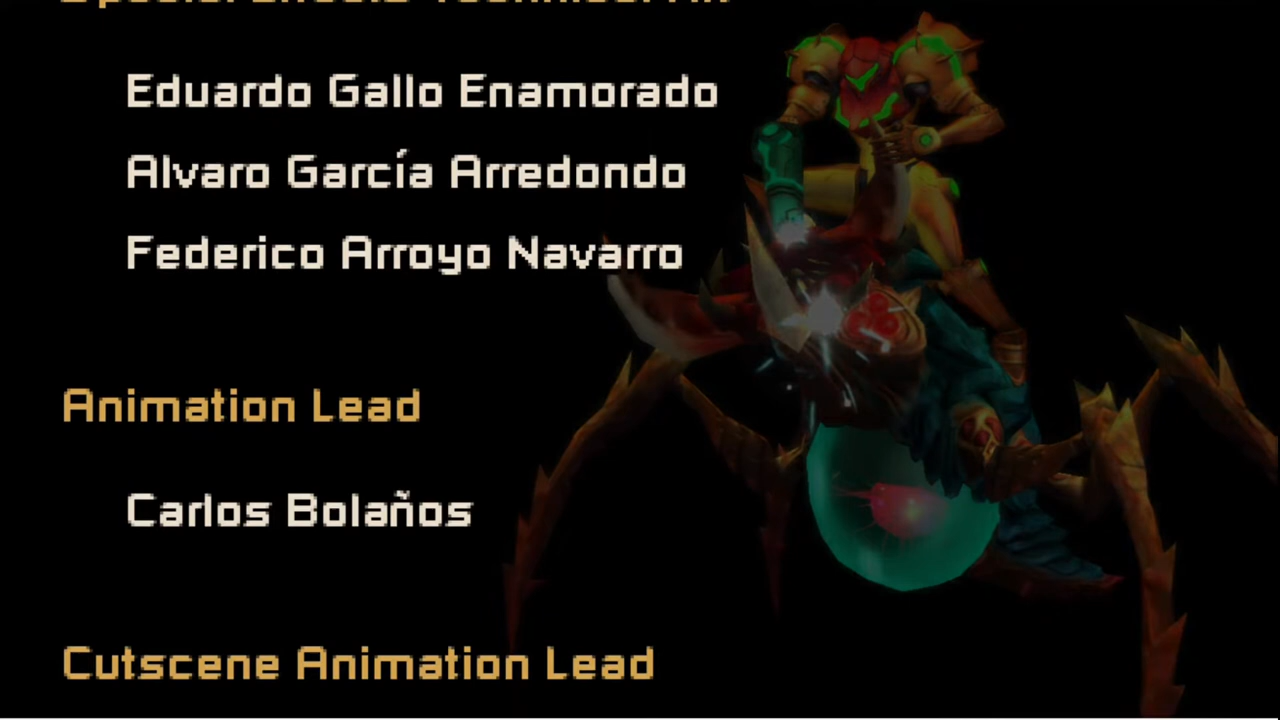 Eduardo Gallo Enamorado
Alvaro García Arredondo
Federico Arroyo Navarro
Animation Lead
Carlos Bolaños
Cutscene Animation Lead